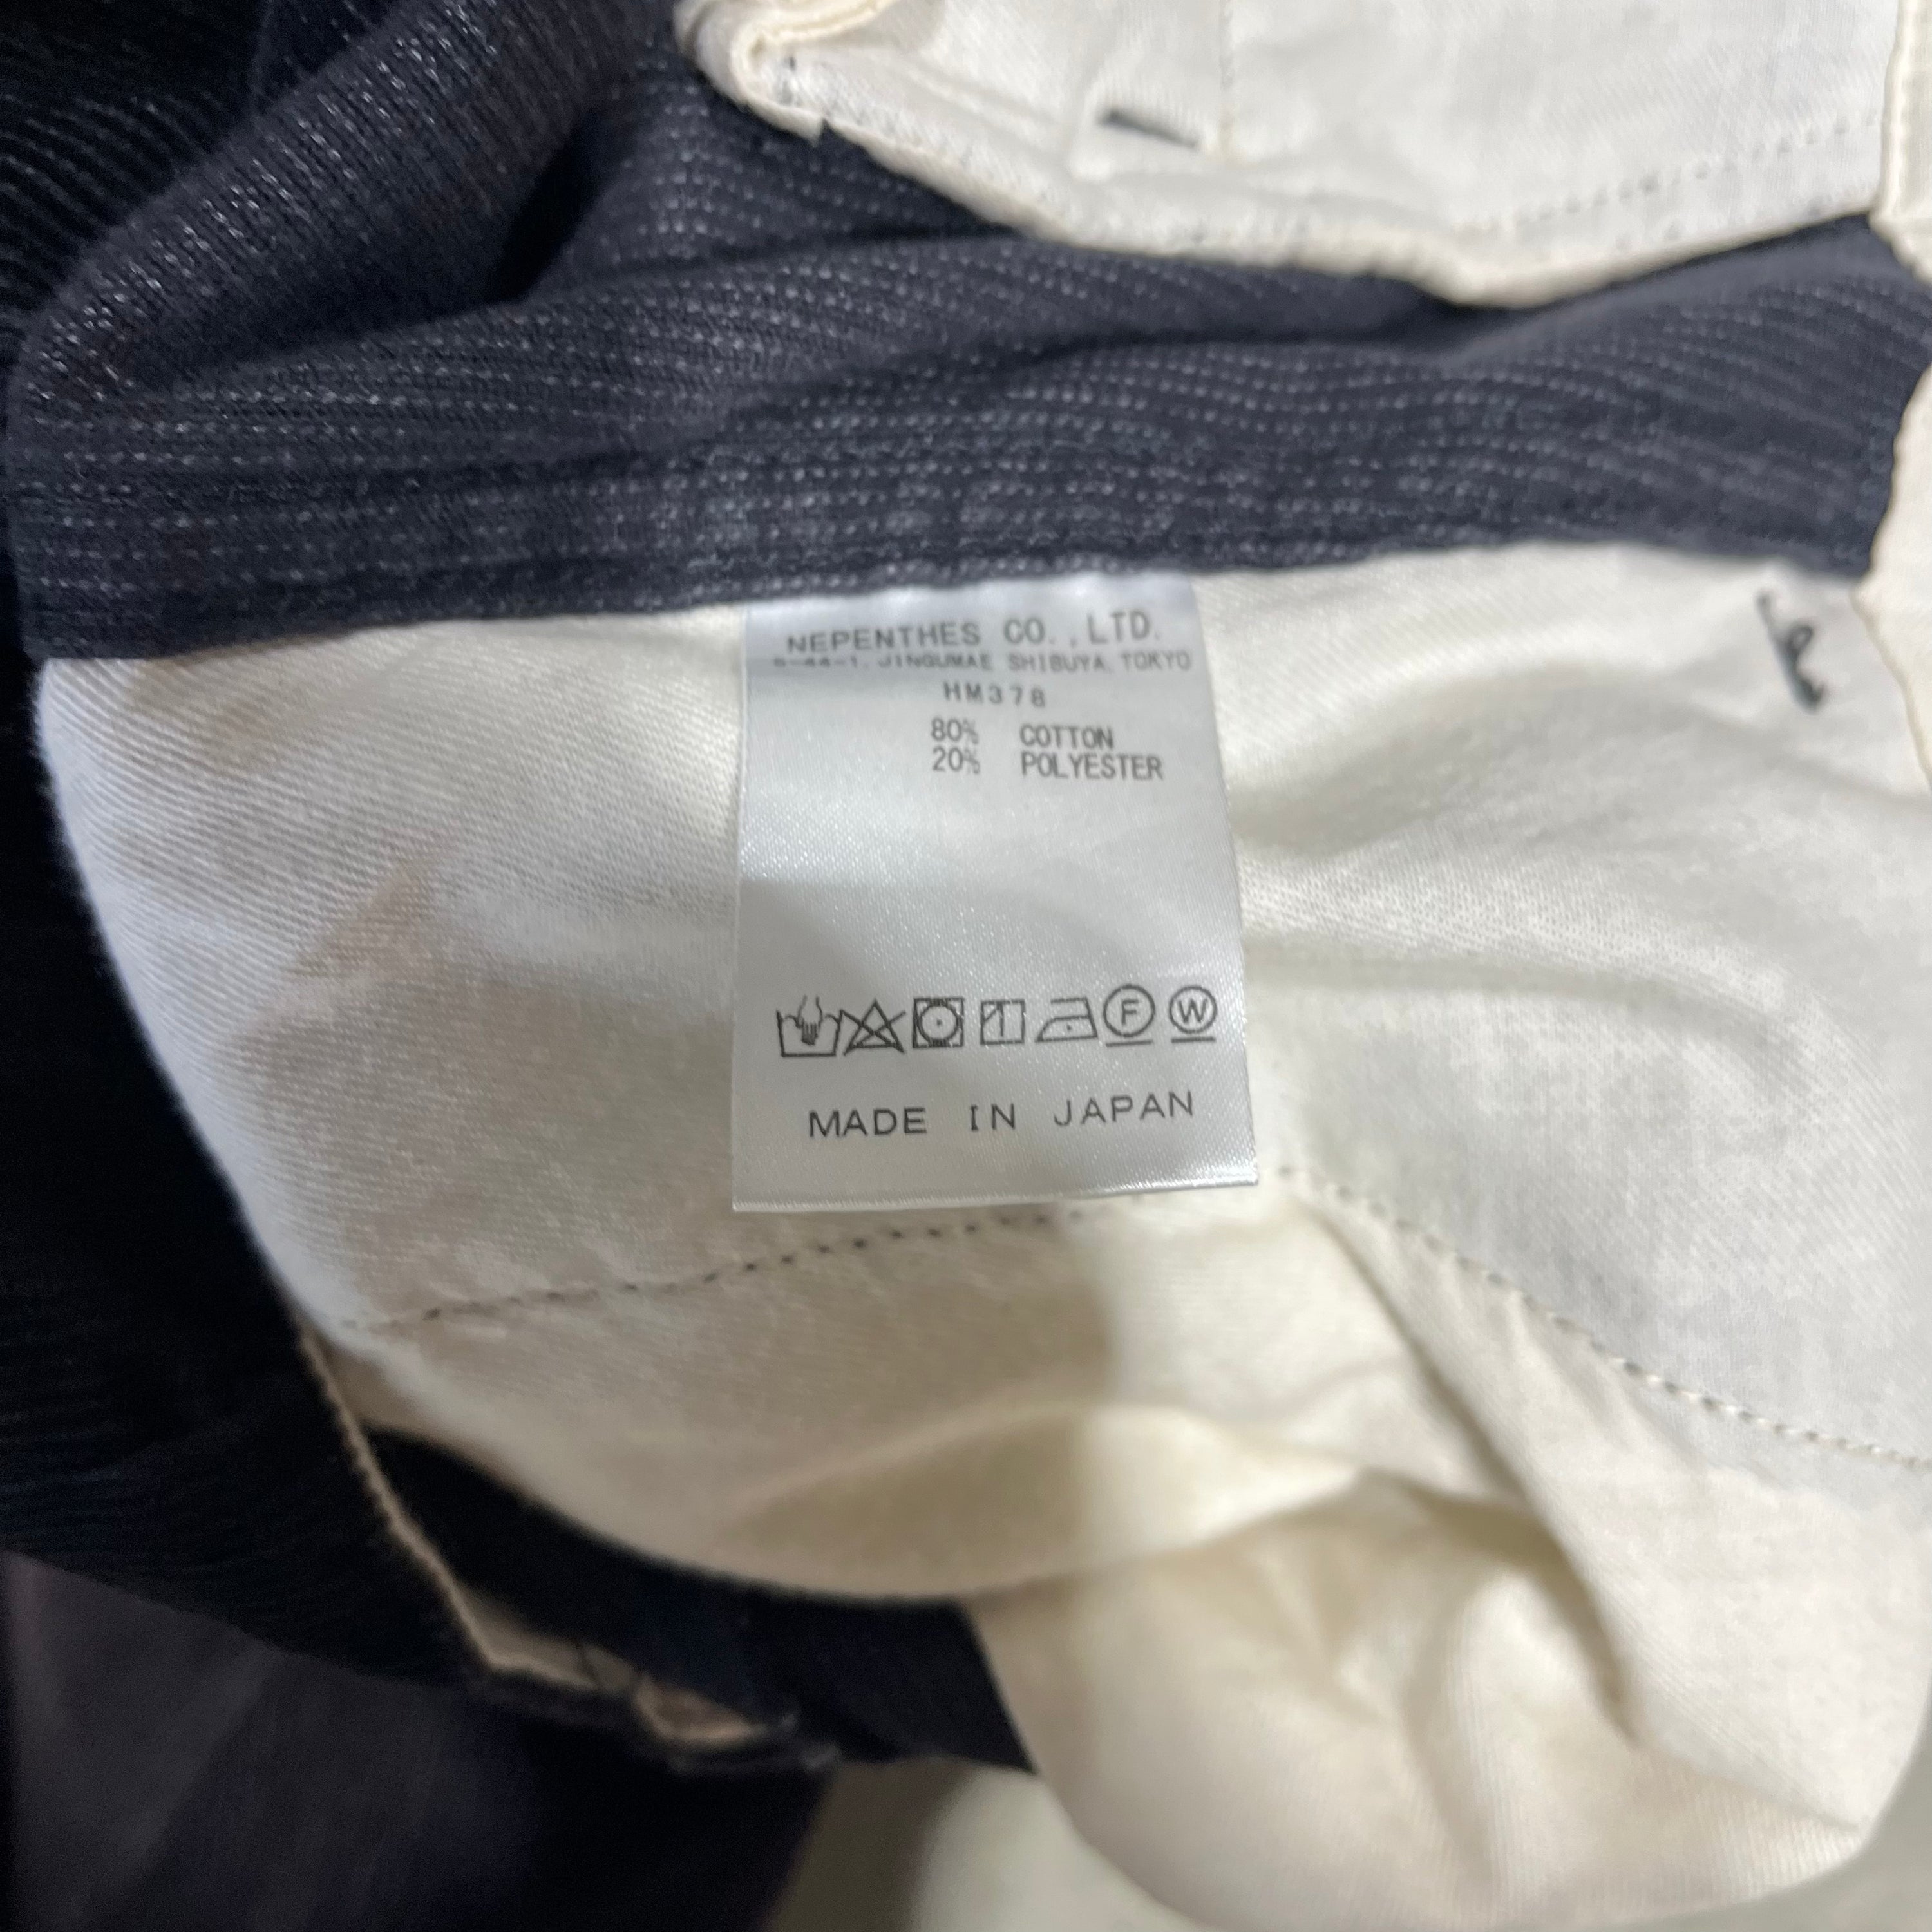 NEPENTHES CO.,LTD.
JINGUMAE SHIBUYA, TOKYO
HM378
80% COTTON
20% POLYESTER
F W
MADE IN JAPAN